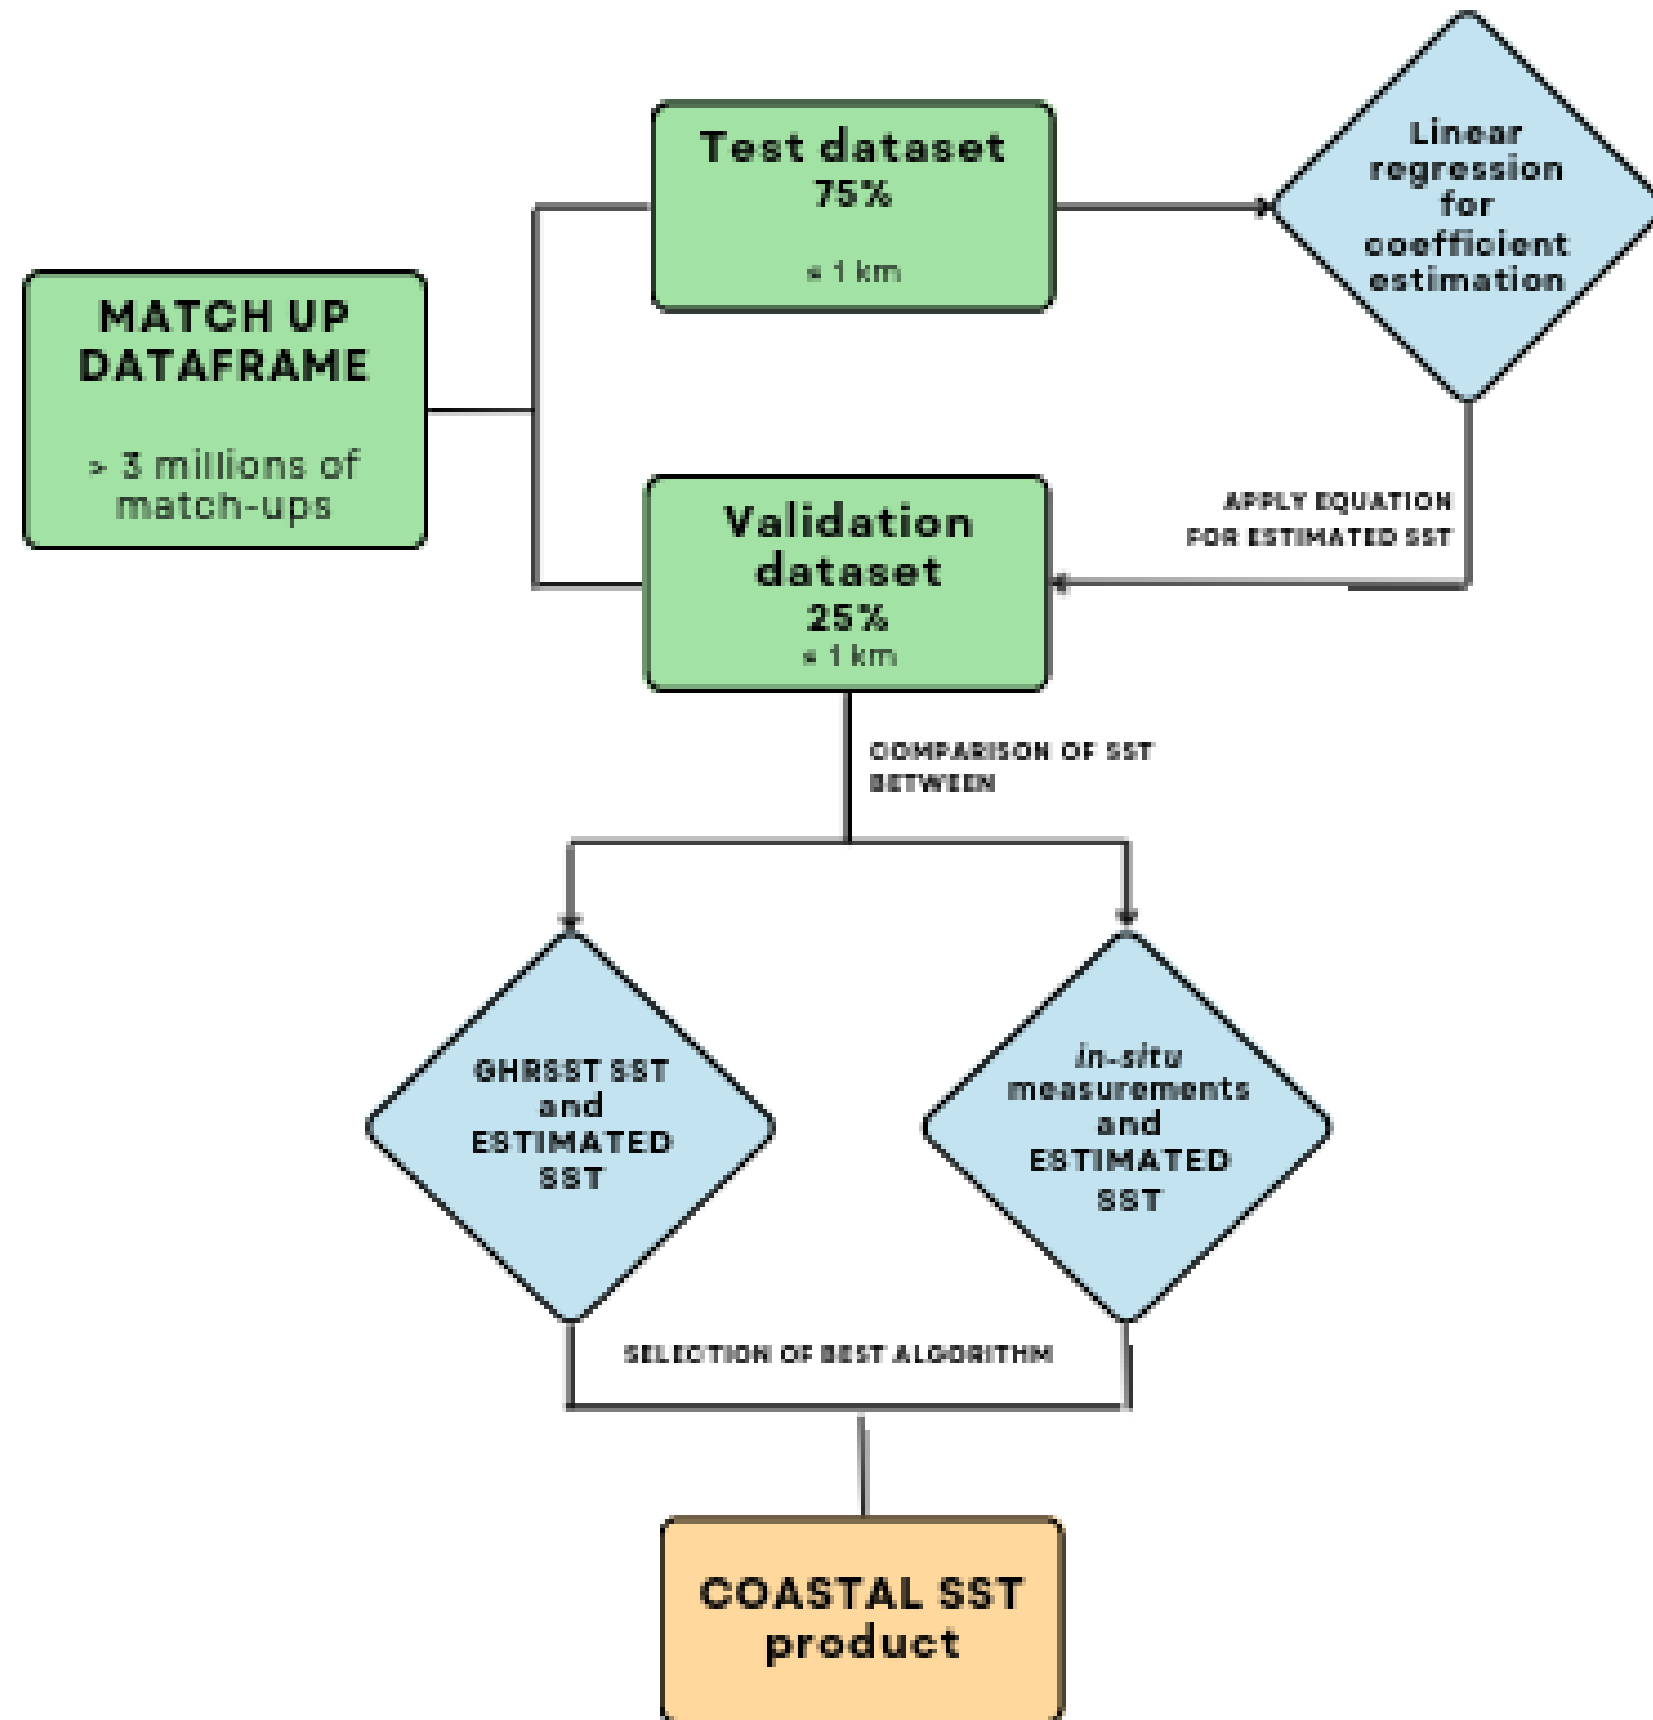 MATCH UP
DATAFRAME
> 3 millions of
match-ups
Test dataset
75%
1 km
Linear
regression
for
coefficient
estimation
APPLY EQUATION
FOR ESTIMATED SST
Validation
dataset
25%
1 km
COMPARISON OF SST
BETWEEN
GHRSST SST
and
ESTIMATED
SST
in-situ
measurements
and
ESTIMATED
SST
SELECTION OF BEST ALGORITHM
COASTAL SST
product